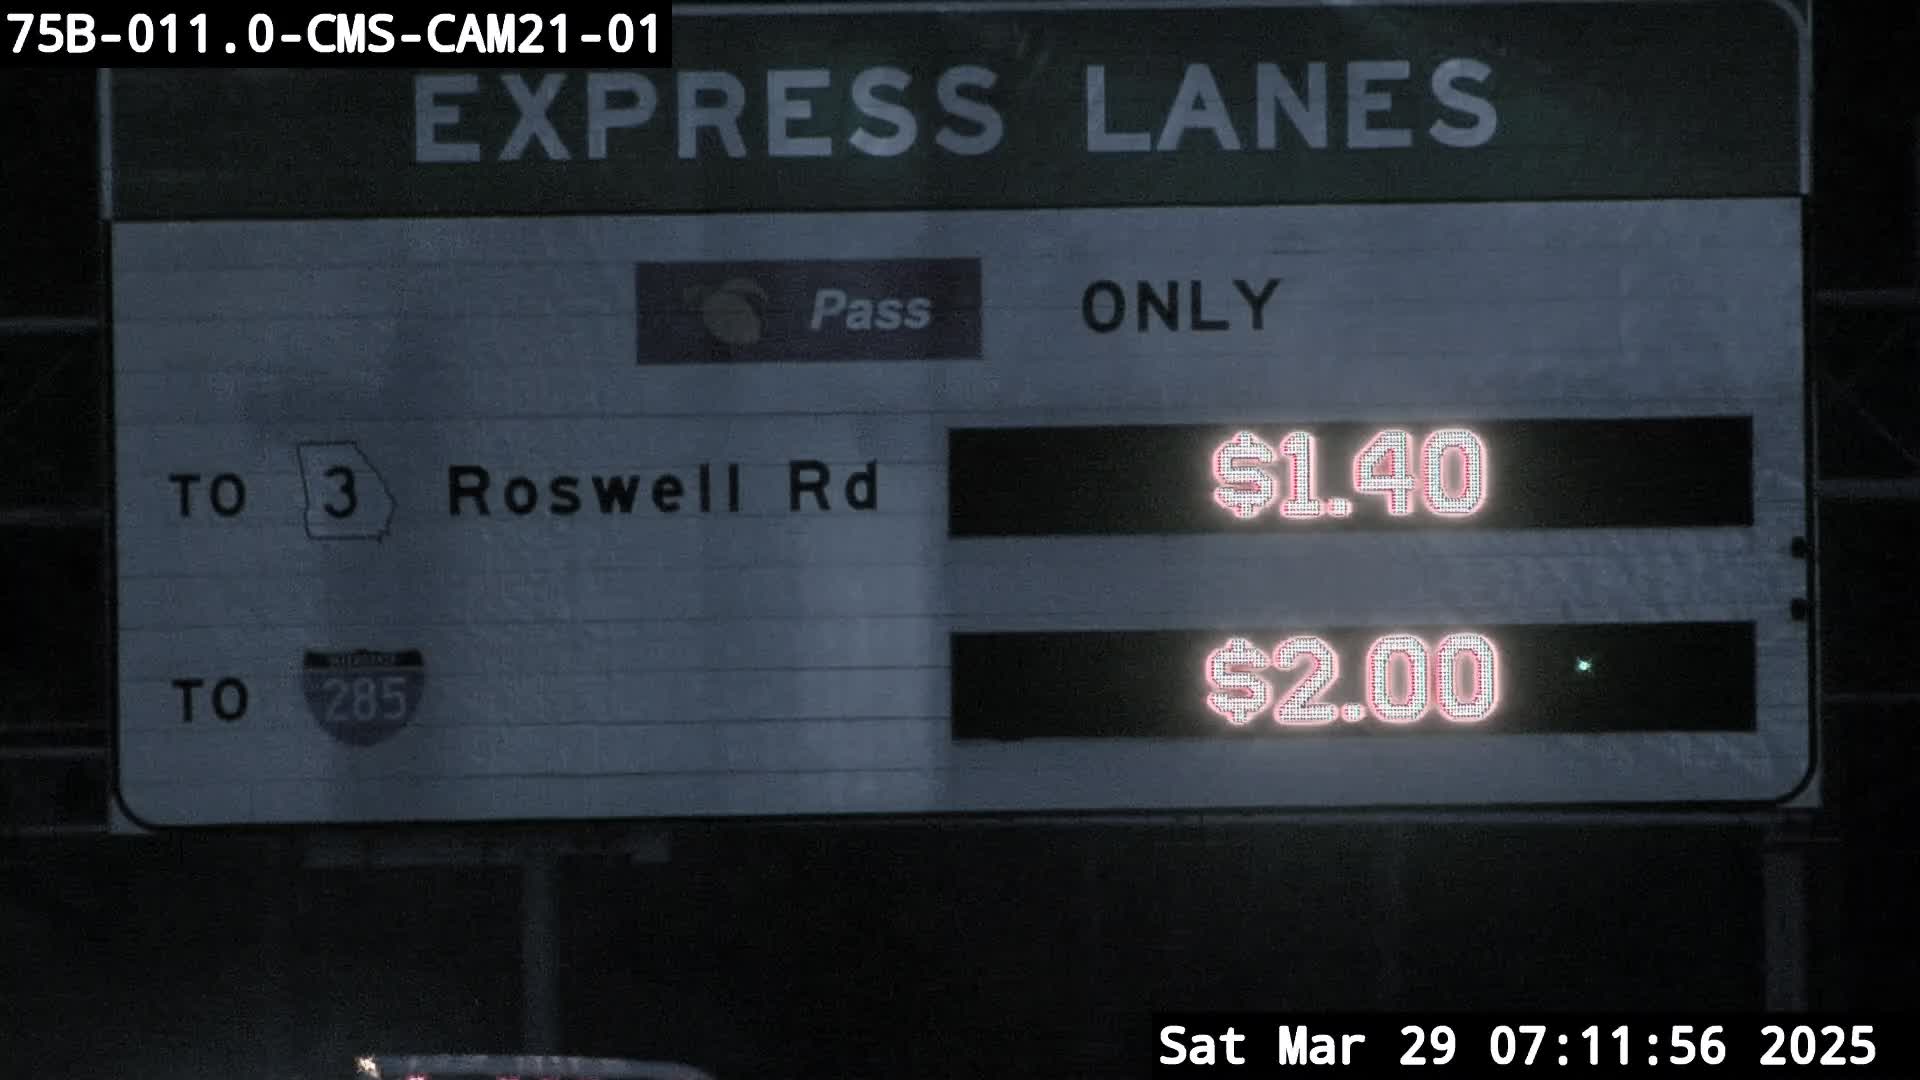 75B-011.0-CMS-CAM21-01
EXPRESS LANES
Pass ONLY
TO 3 Roswell Rd $1.40
TO 285 $2.00
Sat Mar 29 07:11:56 2025